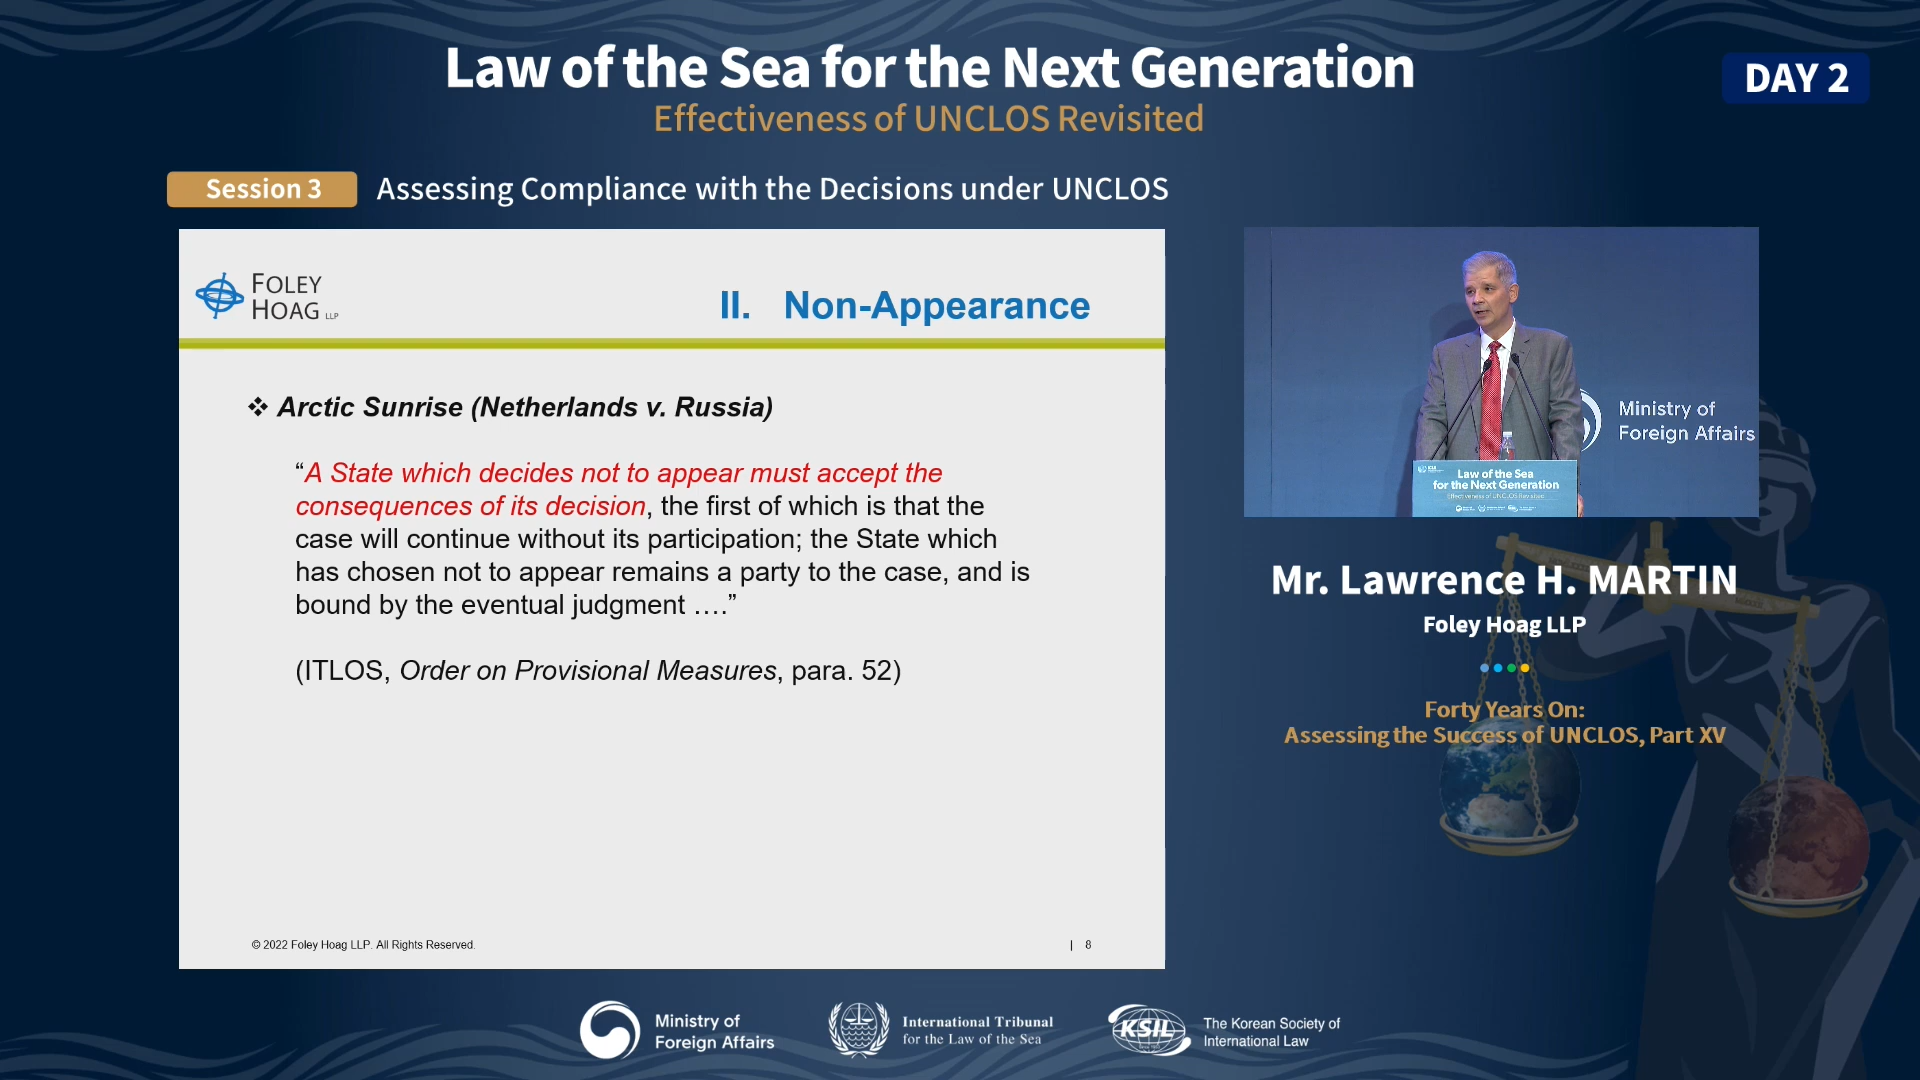 Law of the Sea for the Next Generation
Effectiveness of UNCLOS Revisited
DAY 2
Session 3
Assessing Compliance with the Decisions under UNCLOS
FOLEY
HOAG LLP
II. Non-Appearance
❖ Arctic Sunrise (Netherlands v. Russia)
“A State which decides not to appear must accept the
consequences of its decision, the first of which is that the
case will continue without its participation; the State which
has chosen not to appear remains a party to the case, and is
bound by the eventual judgment ….”
(ITLOS, Order on Provisional Measures, para. 52)
© 2022 Foley Hoag LLP. All Rights Reserved.
| 8
Ministry of
Foreign Affairs
Law of the Sea
for the Next Generation
Effectiveness of UNCLOS Revisited
Mr. Lawrence H. MARTIN
Foley Hoag LLP
Forty Years On:
Assessing the Success of UNCLOS, Part XV
Ministry of
Foreign Affairs
International Tribunal
for the Law of the Sea
KSIL
The Korean Society of
International Law